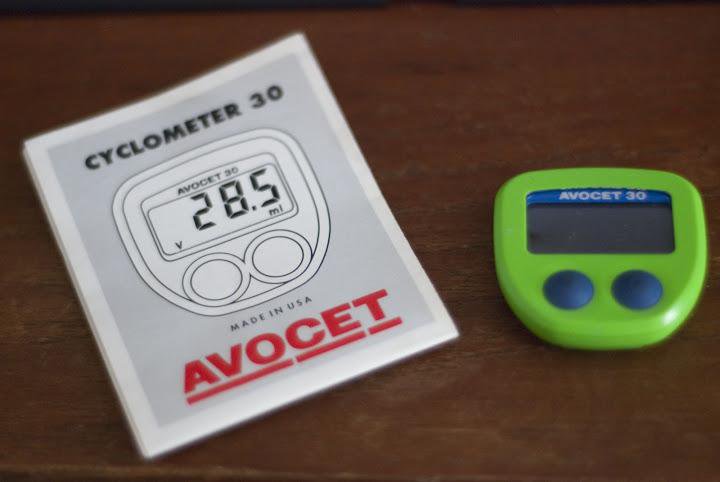 CYCLOMETER 30
AVOCET 30
28.5
V
mi
MADE IN USA
AVOCET
AVOCET 30